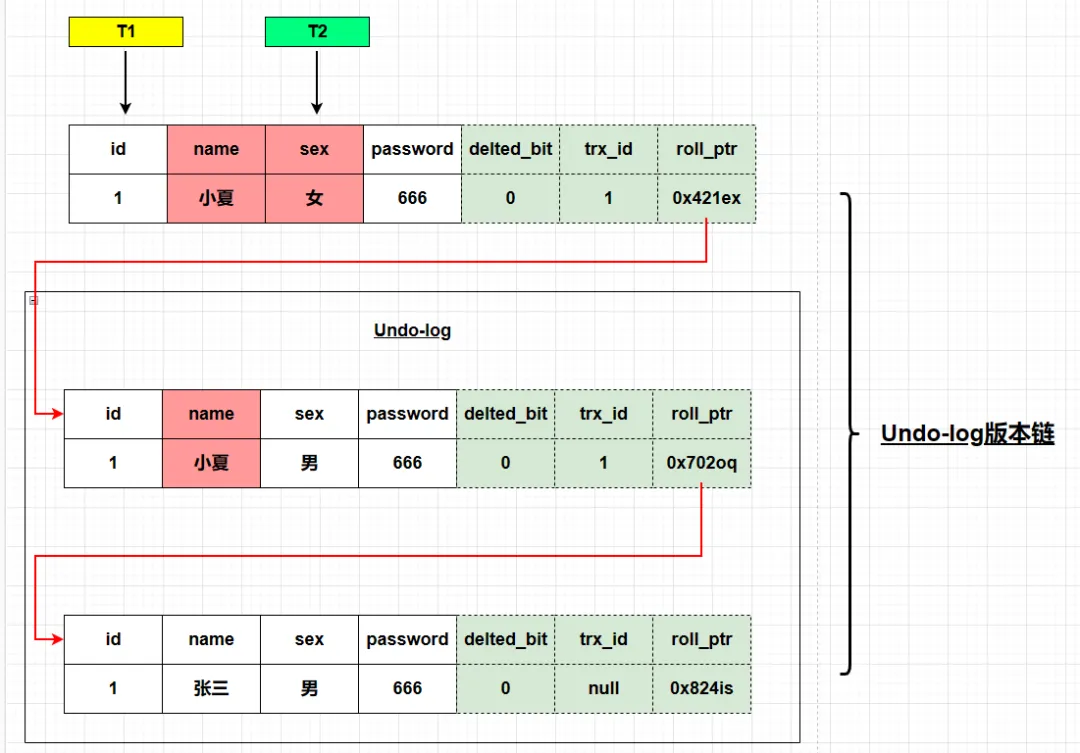 T1 T2
id name sex password delted_bit trx_id roll_ptr
1 小夏 女 666 0 1 0x421ex
Undo-log
id name sex password delted_bit trx_id roll_ptr
1 小夏 男 666 0 1 0x702oq
Undo-log版本链
id name sex password delted_bit trx_id roll_ptr
1 张三 男 666 0 null 0x824is